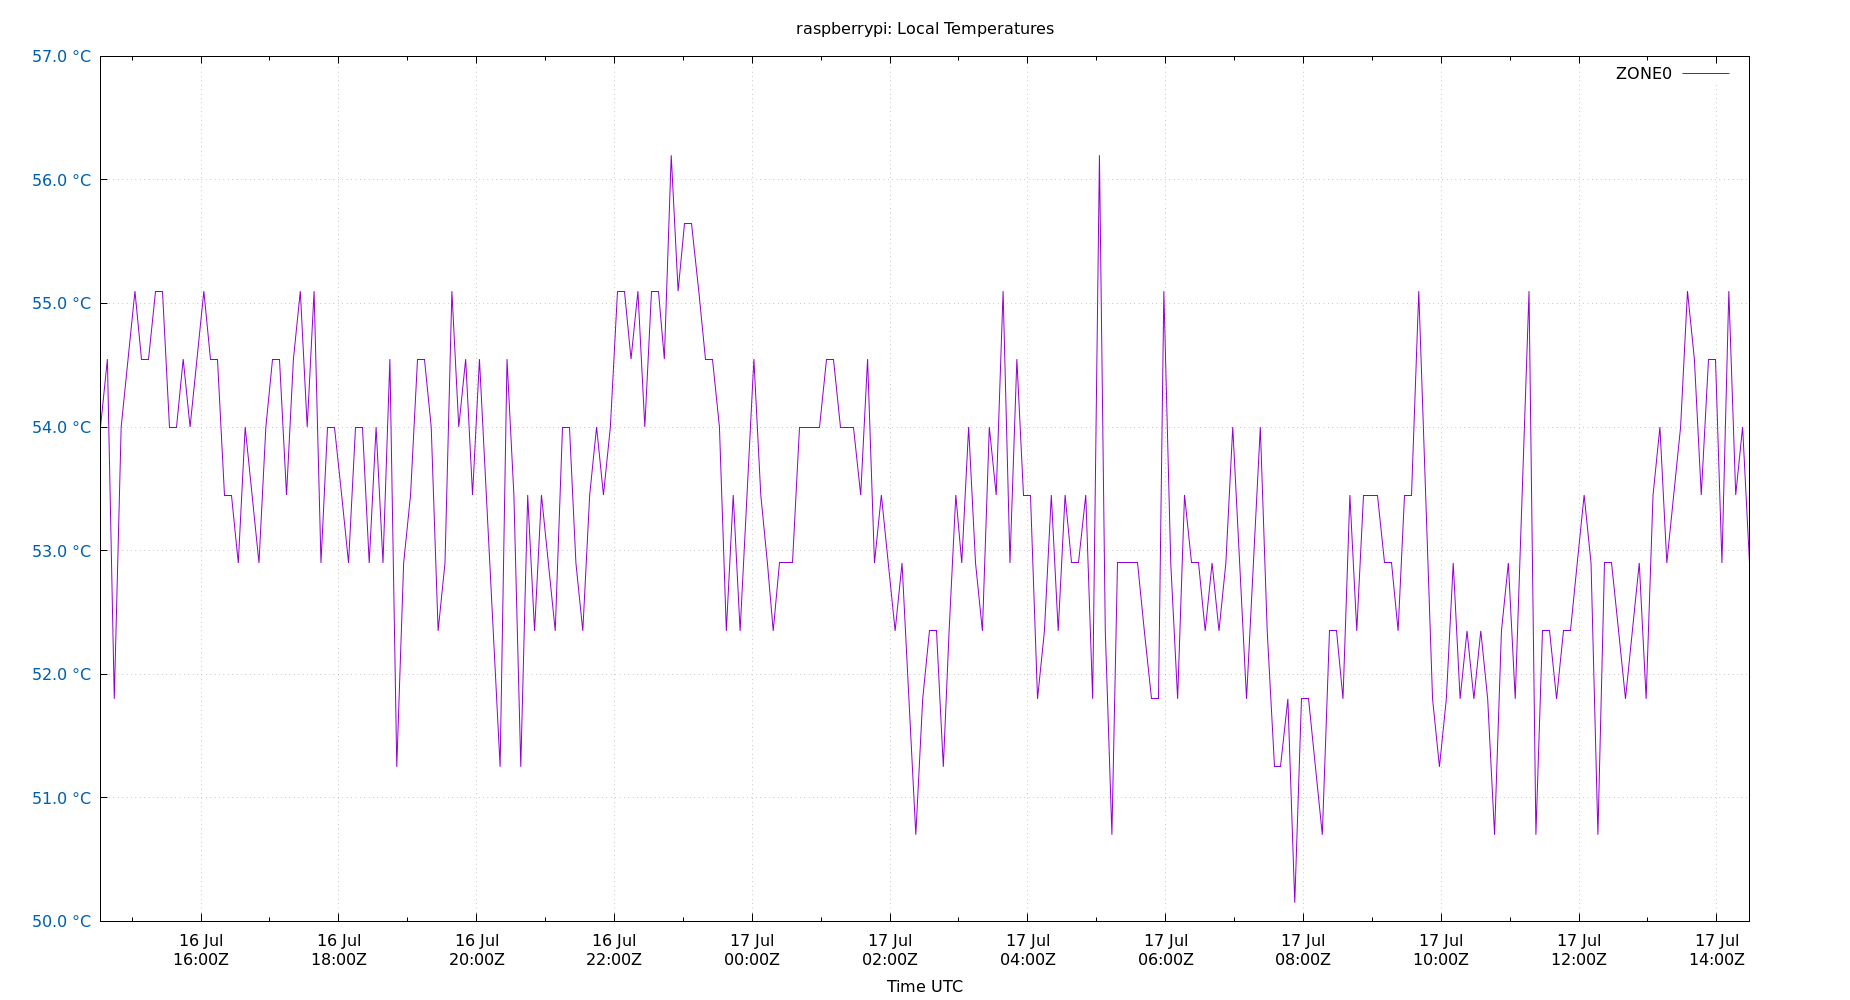 raspberrypi: Local Temperatures
57.0 °C
ZONE0
56.0 °C
55.0 °C
54.0 °C
53.0 °C
52.0 °C
51.0 °C
50.0 °C
16 Jul 16 Jul 16 Jul 16 Jul 17 Jul 17 Jul 17 Jul 17 Jul 17 Jul 17 Jul 17 Jul 17 Jul
16:00Z 18:00Z 20:00Z 22:00Z 00:00Z 02:00Z 04:00Z 06:00Z 08:00Z 10:00Z 12:00Z 14:00Z
Time UTC